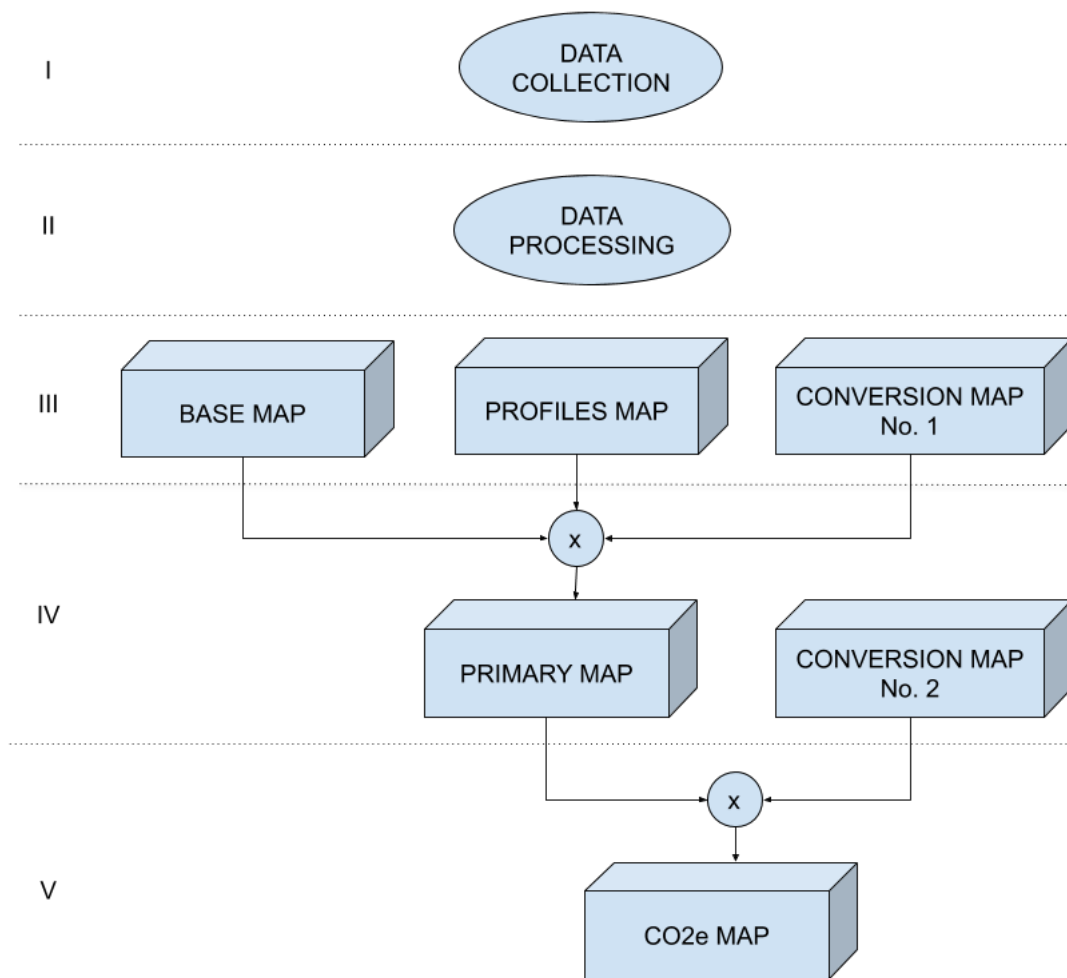 I
DATA
COLLECTION
II
DATA
PROCESSING
III
BASE MAP
PROFILES MAP
CONVERSION MAP
No. 1
x
IV
PRIMARY MAP
CONVERSION MAP
No. 2
x
V
CO2e MAP